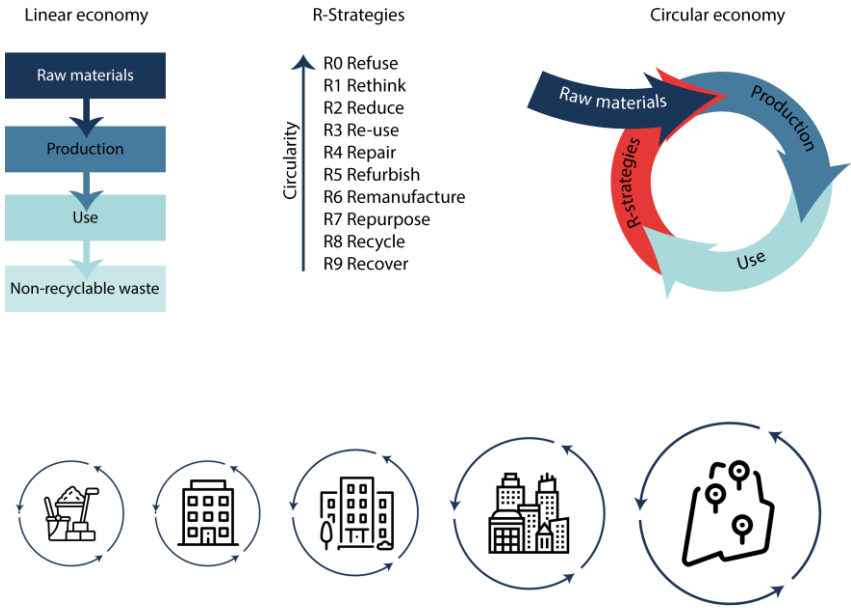 Linear economy
Raw materials
Production
Use
Non-recyclable waste
R-Strategies
Circularity
R0 Refuse
R1 Rethink
R2 Reduce
R3 Re-use
R4 Repair
R5 Refurbish
R6 Remanufacture
R7 Repurpose
R8 Recycle
R9 Recover
Circular economy
Raw materials
Production
Use
R-strategies